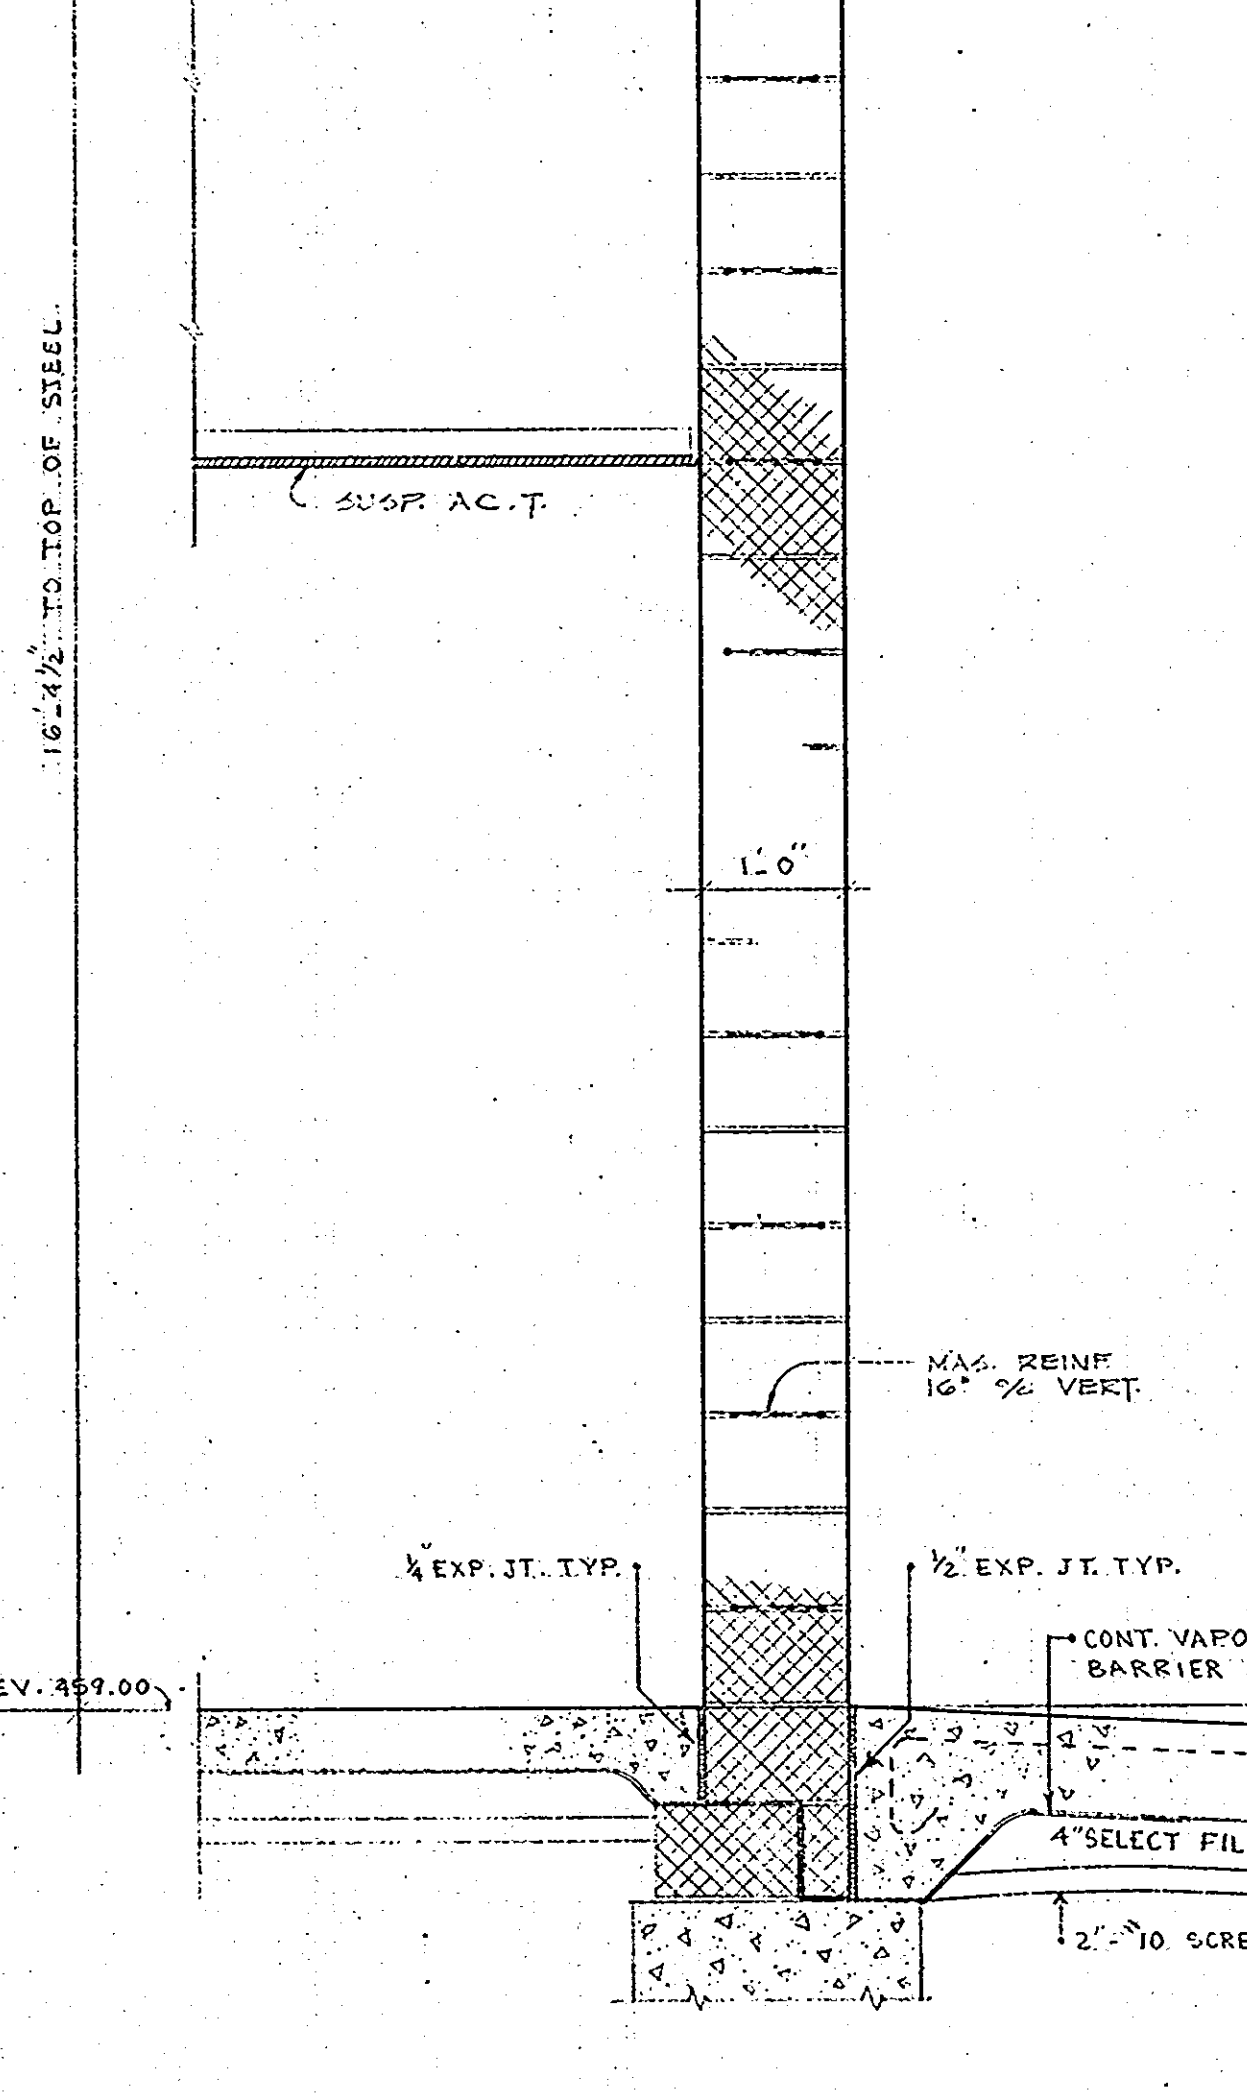 16'-4½" TO TOP OF STEEL
SUSP. AC.T.
1'-0"
MAS. REINF
16" o/c VERT.
¼" EXP. JT. TYP.
½" EXP. JT. TYP.
CONT. VAPO
BARRIER
EV. 459.00
4" SELECT FIL
2"-#10 SCRE